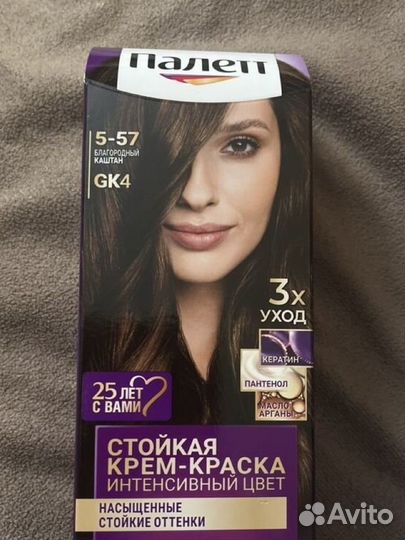 Палетт
5-57
БЛАГОРОДНЫЙ
КАШТАН
GK4
3х
УХОД
КЕРАТИН
ПАНТЕНОЛ
МАСЛО
АРГАНЫ
25 ЛЕТ
С ВАМИ
СТОЙКАЯ
КРЕМ-КРАСКА
ИНТЕНСИВНЫЙ ЦВЕТ
НАСЫЩЕННЫЕ
СТОЙКИЕ ОТТЕНКИ
Avito